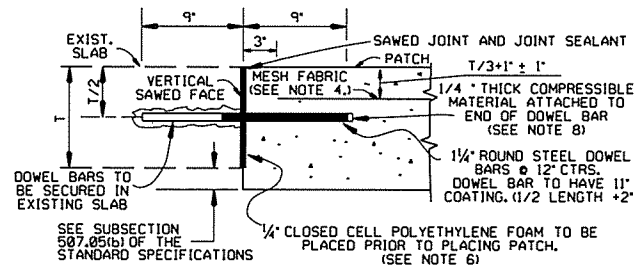 9"
9"
3"
EXIST.
SLAB
SAWED JOINT AND JOINT SEALANT
PATCH
T/3+1" ± 1"
T
T/2
VERTICAL
SAWED FACE
MESH FABRIC
(SEE NOTE 4.)
1/4 " THICK COMPRESSIBLE
MATERIAL ATTACHED TO
END OF DOWEL BAR
(SEE NOTE 8)
DOWEL BARS TO
BE SECURED IN
EXISTING SLAB
1¼" ROUND STEEL DOWEL
BARS @ 12" CTRS.
DOWEL BAR TO HAVE 11"
COATING. (1/2 LENGTH +2"
SEE SUBSECTION
507.05(b) OF THE
STANDARD SPECIFICATIONS
¼" CLOSED CELL POLYETHYLENE FOAM TO BE
PLACED PRIOR TO PLACING PATCH.
(SEE NOTE 6)